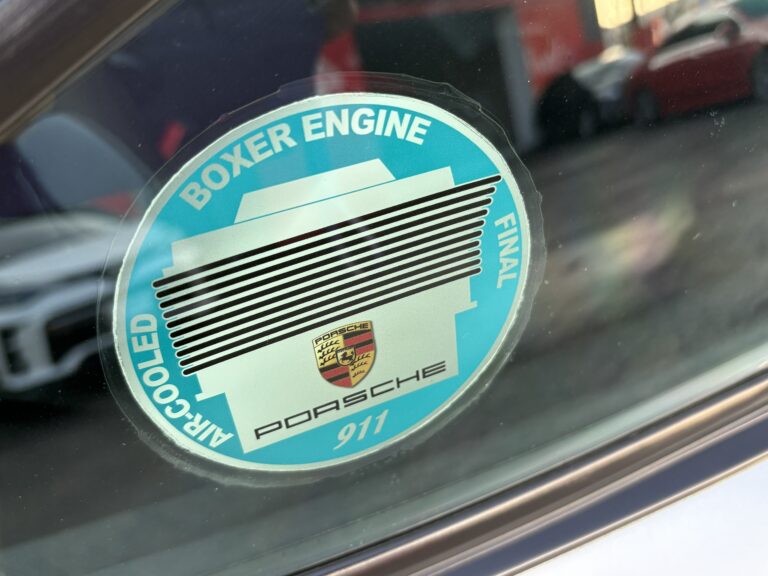 BOXER ENGINE
AIR-COOLED
FINAL
PORSCHE
PORSCHE
911